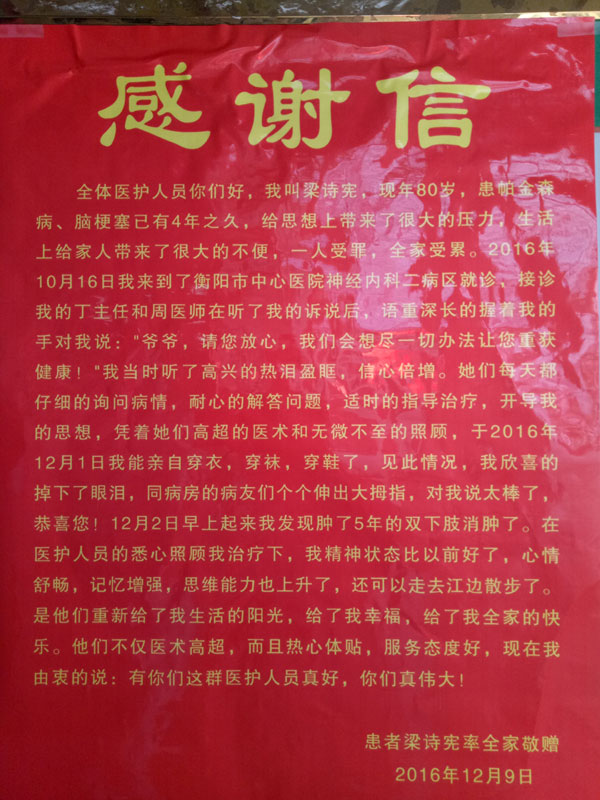 感谢信
全体医护人员你们好，我叫梁诗宪，现年80岁，患帕金森
病、脑梗塞已有4年之久，给思想上带来了很大的压力，生活
上给家人带来了很大的不便，一人受罪，全家受累。2016年
10月16日我来到了衡阳市中心医院神经内科二病区就诊，接诊
我的丁主任和周医师在听了我的诉说后，语重深长的握着我的
手对我说："爷爷，请您放心，我们会想尽一切办法让您重获
健康！"我当时听了高兴的热泪盈眶，信心倍增。她们每天都
仔细的询问病情，耐心的解答问题，适时的指导治疗，开导我
的思想，凭着她们高超的医术和无微不至的照顾，于2016年
12月1日我能亲自穿衣，穿袜，穿鞋了，见此情况，我欣喜的
掉下了眼泪，同病房的病友们个个伸出大拇指，对我说太棒了，
恭喜您！12月2日早上起来我发现肿了5年的双下肢消肿了。在
医护人员的悉心照顾我治疗下，我精神状态比以前好了，心情
舒畅，记忆增强，思维能力也上升了，还可以走去江边散步了。
是他们重新给了我生活的阳光，给了我幸福，给了我全家的快
乐。他们不仅医术高超，而且热心体贴，服务态度好，现在我
由衷的说：有你们这群医护人员真好，你们真伟大！
患者梁诗宪率全家敬赠
2016年12月9日